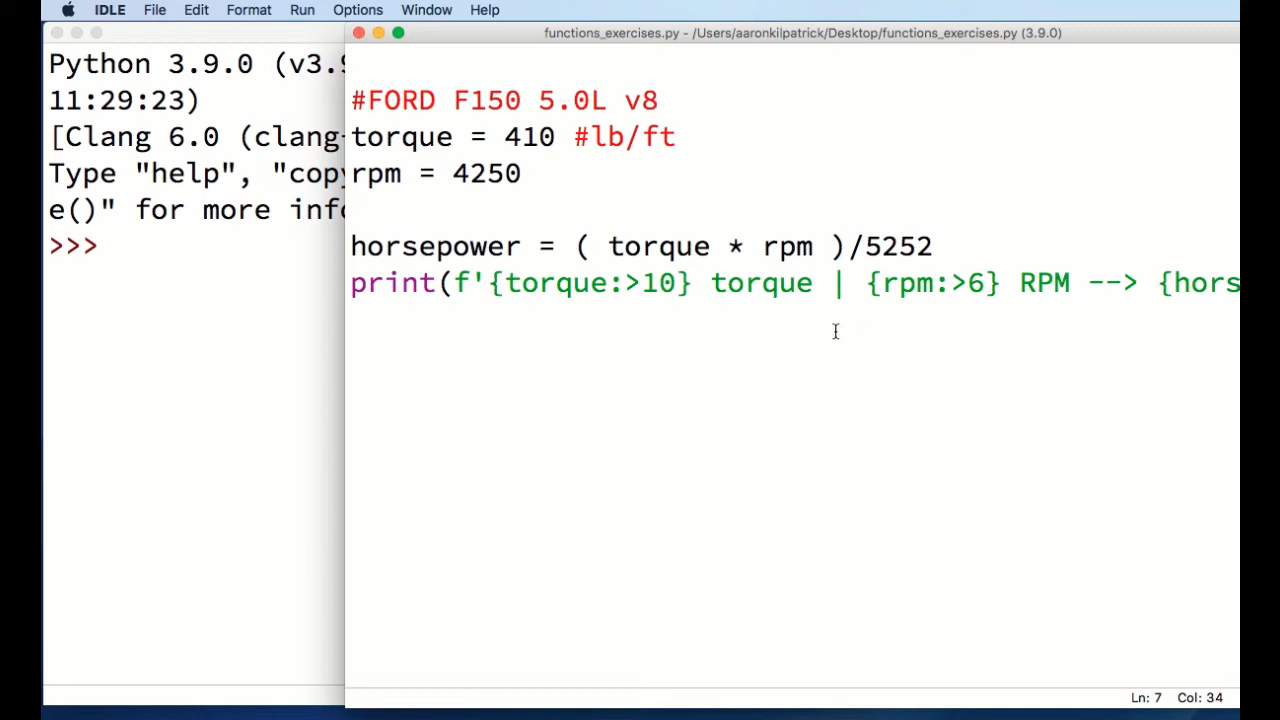 IDLE File Edit Format Run Options Window Help
functions_exercises.py - /Users/aaronkilpatrick/Desktop/functions_exercises.py (3.9.0)
Python 3.9.0 (v3.9
11:29:23)
[Clang 6.0 (clang-
Type "help", "copy
e()" for more info
>>>
#FORD F150 5.0L v8
torque = 410 #lb/ft
rpm = 4250
horsepower = ( torque * rpm )/5252
print(f'{torque:>10} torque | {rpm:>6} RPM --> {hors
Ln: 7 Col: 34